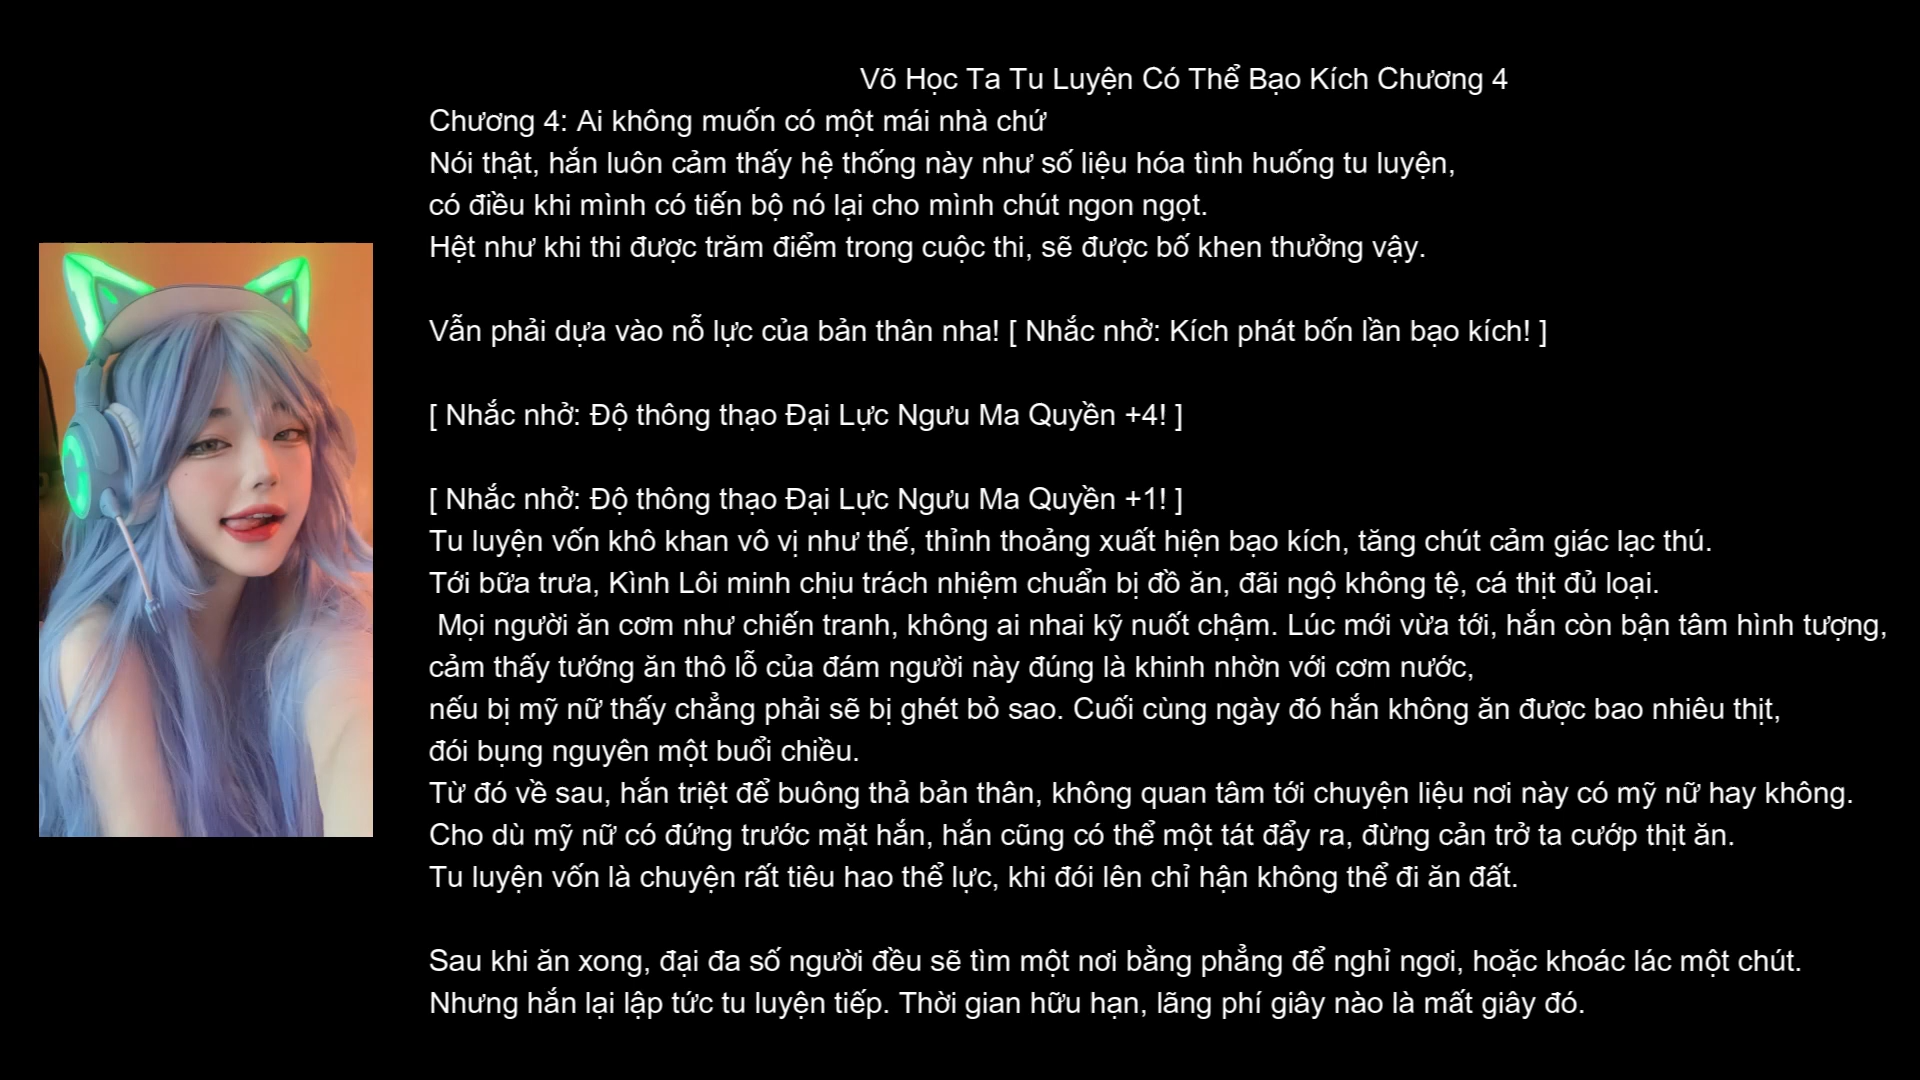 Võ Học Ta Tu Luyện Có Thể Bạo Kích Chương 4
Chương 4: Ai không muốn có một mái nhà chứ
Nói thật, hắn luôn cảm thấy hệ thống này như số liệu hóa tình huống tu luyện,
có điều khi mình có tiến bộ nó lại cho mình chút ngon ngọt.
Hệt như khi thi được trăm điểm trong cuộc thi, sẽ được bố khen thưởng vậy.
Vẫn phải dựa vào nỗ lực của bản thân nha! [ Nhắc nhở: Kích phát bốn lần bạo kích! ]
[ Nhắc nhở: Độ thông thạo Đại Lực Ngưu Ma Quyền +4! ]
[ Nhắc nhở: Độ thông thạo Đại Lực Ngưu Ma Quyền +1! ]
Tu luyện vốn khô khan vô vị như thế, thỉnh thoảng xuất hiện bạo kích, tăng chút cảm giác lạc thú.
Tới bữa trưa, Kình Lôi minh chịu trách nhiệm chuẩn bị đồ ăn, đãi ngộ không tệ, cá thịt đủ loại.
Mọi người ăn cơm như chiến tranh, không ai nhai kỹ nuốt chậm. Lúc mới vừa tới, hắn còn bận tâm hình tượng,
cảm thấy tướng ăn thô lỗ của đám người này đúng là khinh nhờn với cơm nước,
nếu bị mỹ nữ thấy chẳng phải sẽ bị ghét bỏ sao. Cuối cùng ngày đó hắn không ăn được bao nhiêu thịt,
đói bụng nguyên một buổi chiều.
Từ đó về sau, hắn triệt để buông thả bản thân, không quan tâm tới chuyện liệu nơi này có mỹ nữ hay không.
Cho dù mỹ nữ có đứng trước mặt hắn, hắn cũng có thể một tát đẩy ra, đừng cản trở ta cướp thịt ăn.
Tu luyện vốn là chuyện rất tiêu hao thể lực, khi đói lên chỉ hận không thể đi ăn đất.
Sau khi ăn xong, đại đa số người đều sẽ tìm một nơi bằng phẳng để nghỉ ngơi, hoặc khoác lác một chút.
Nhưng hắn lại lập tức tu luyện tiếp. Thời gian hữu hạn, lãng phí giây nào là mất giây đó.